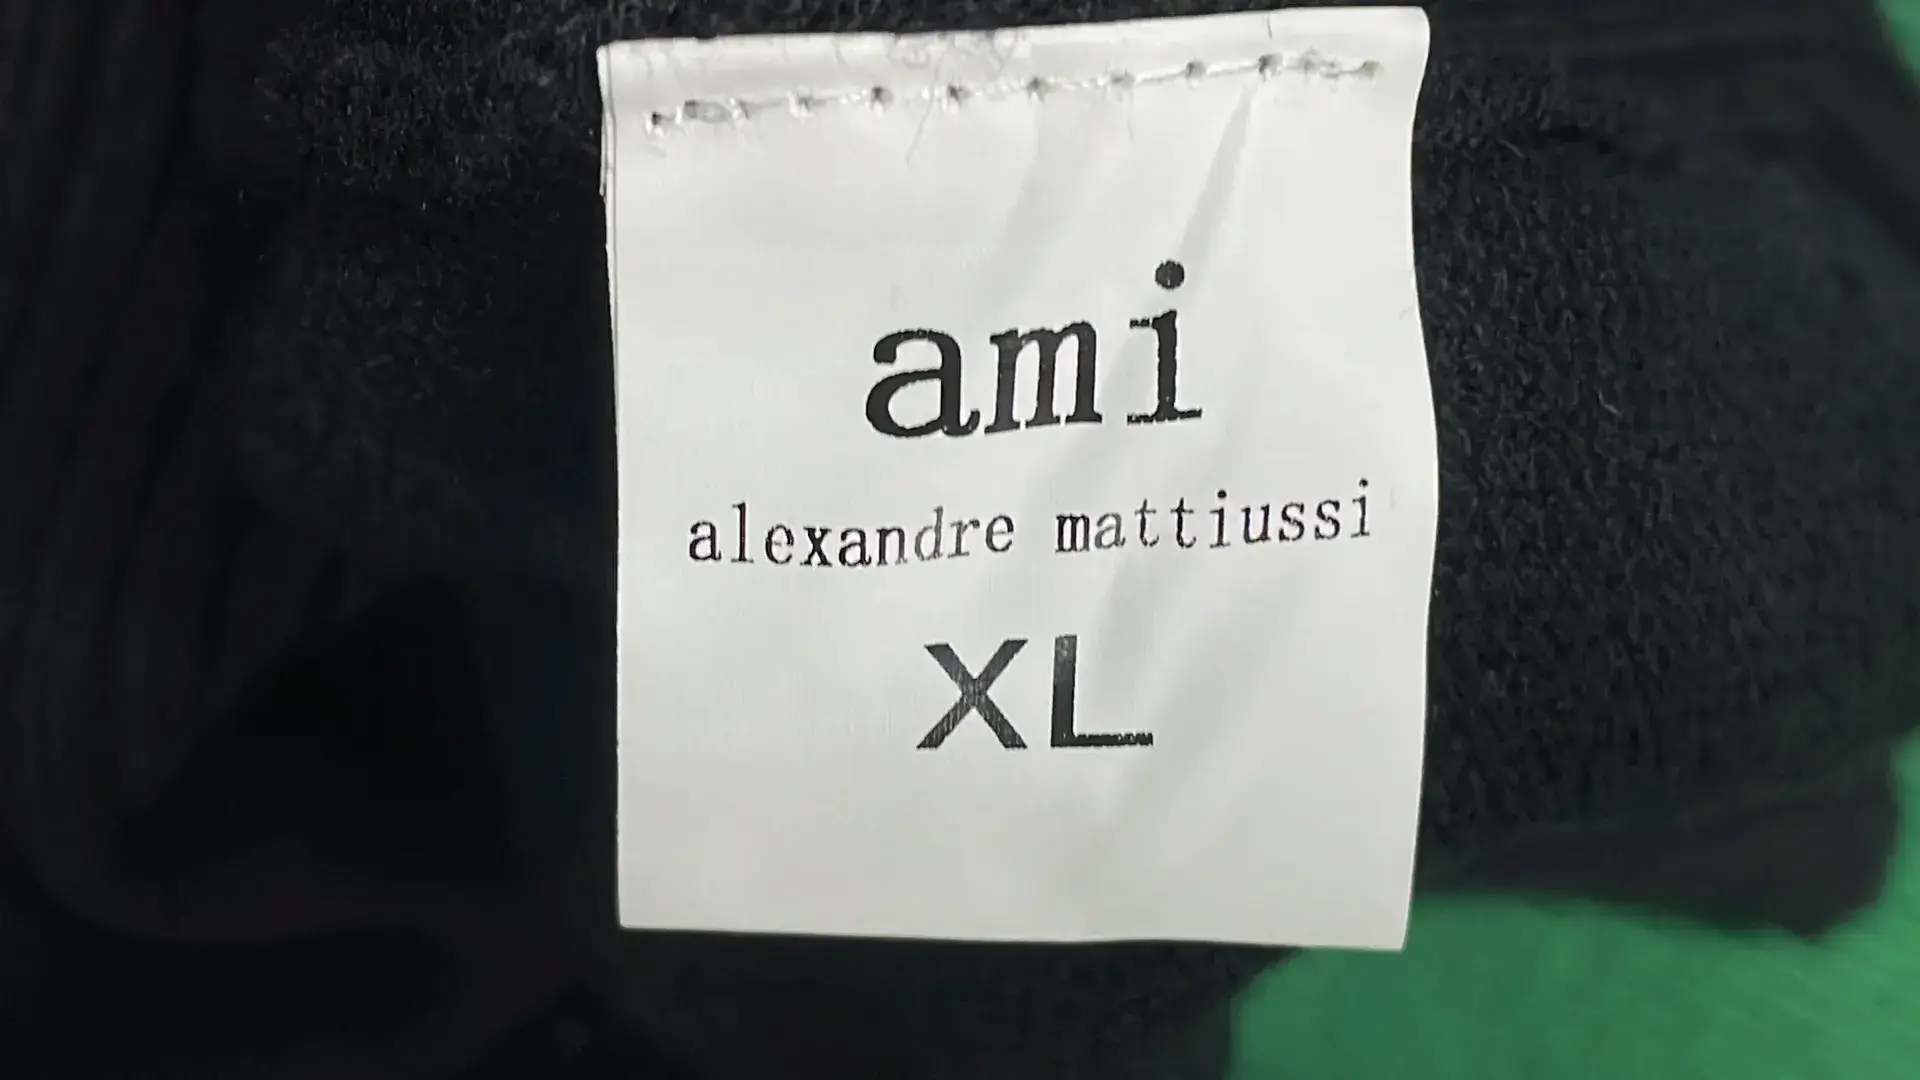 ami
alexandre mattiussi
XL